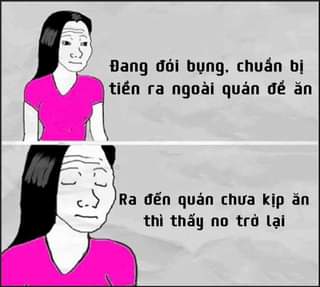 Đang đói bụng, chuẩn bị
tiền ra ngoài quán để ăn
Ra đến quán chưa kịp ăn
thì thấy no trở lại